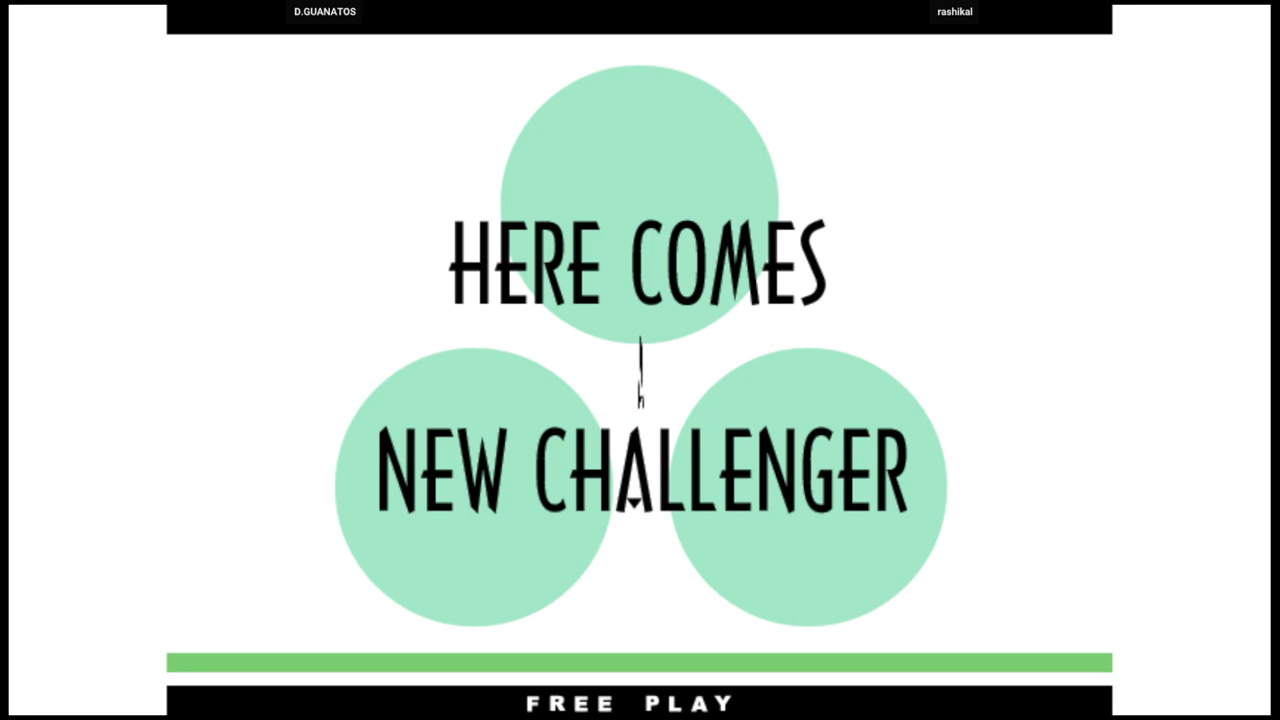 D.GUANATOS
rashikal
HERE COMES
NEW CHALLENGER
FREE PLAY